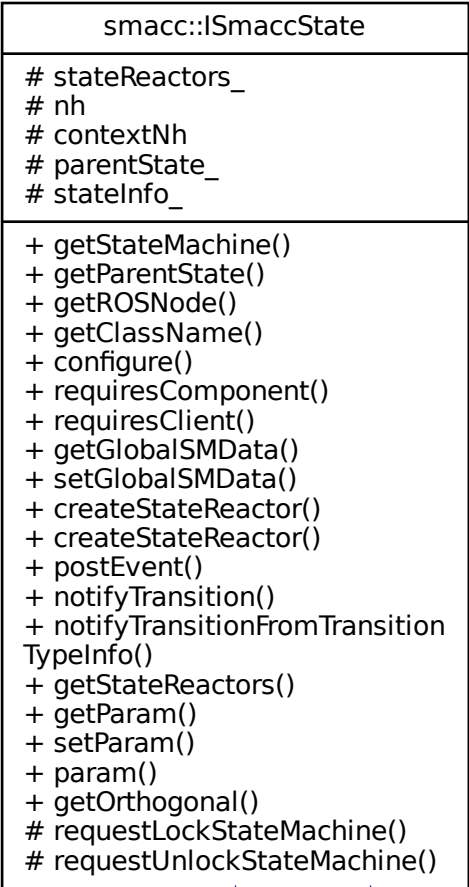 smacc::ISmaccState
# stateReactors_
# nh
# contextNh
# parentState_
# stateInfo_
+ getStateMachine()
+ getParentState()
+ getROSNode()
+ getClassName()
+ configure()
+ requiresComponent()
+ requiresClient()
+ getGlobalSMData()
+ setGlobalSMData()
+ createStateReactor()
+ createStateReactor()
+ postEvent()
+ notifyTransition()
+ notifyTransitionFromTransition
TypeInfo()
+ getStateReactors()
+ getParam()
+ setParam()
+ param()
+ getOrthogonal()
# requestLockStateMachine()
# requestUnlockStateMachine()